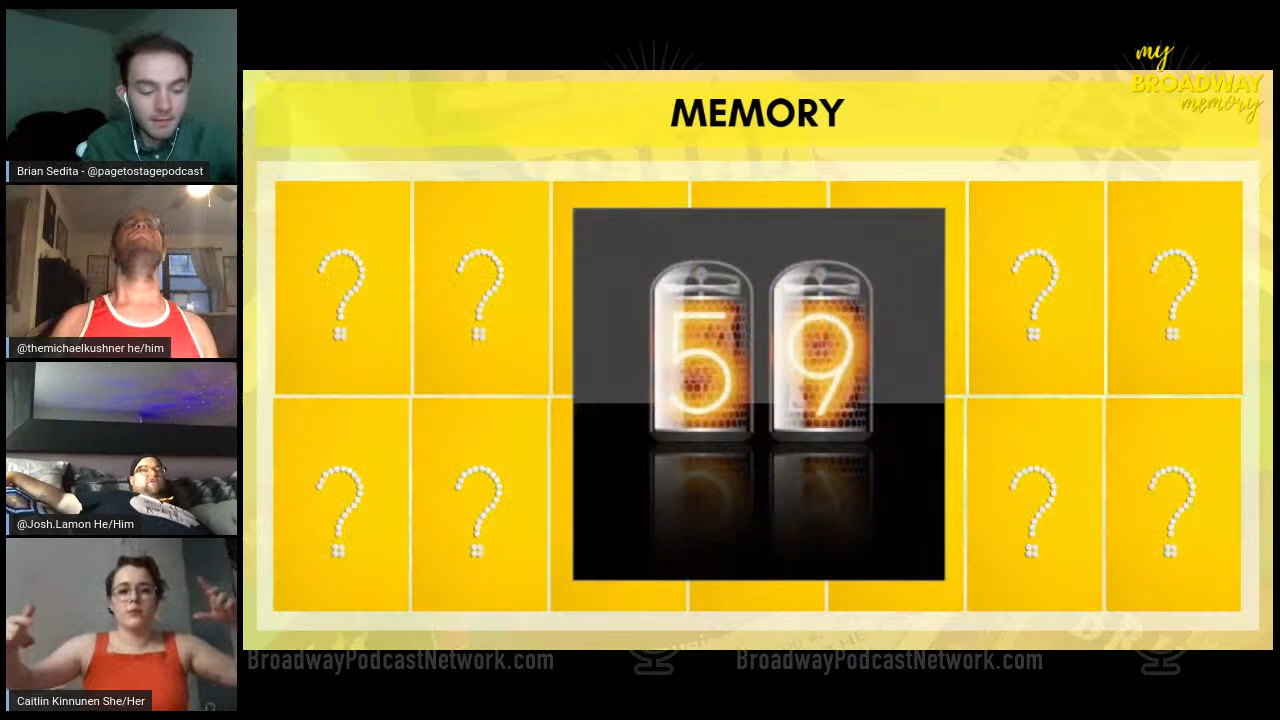 my
BROADWAY
memory
MEMORY
? ? ? ?
59
? ? ? ?
Brian Sedita - @pagetostagepodcast
@themichaelkushner he/him
@Josh.Lamon He/Him
Caitlin Kinnunen She/Her
BroadwayPodcastNetwork.com BroadwayPodcastNetwork.com